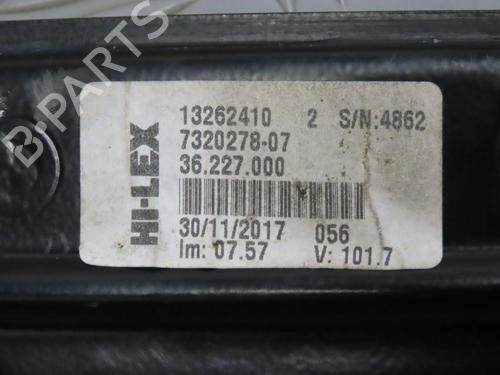 HI-LEX
13262410 2 S/N:4862
7320278-07
36.227.000
30/11/2017 056
Im: 07.57 V: 101.7
B-PARTS